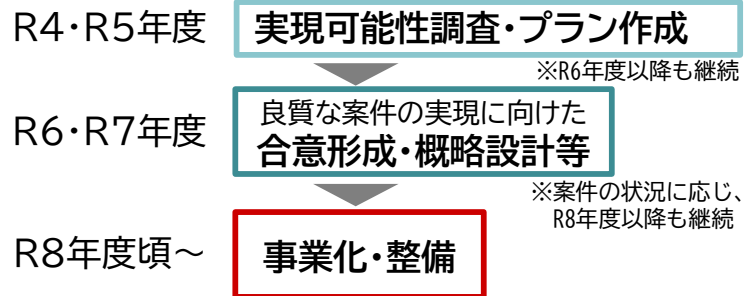 R4・R5年度
実現可能性調査・プラン作成
※R6年度以降も継続
R6・R7年度
良質な案件の実現に向けた
合意形成・概略設計等
※案件の状況に応じ、
R8年度以降も継続
R8年度頃～
事業化・整備